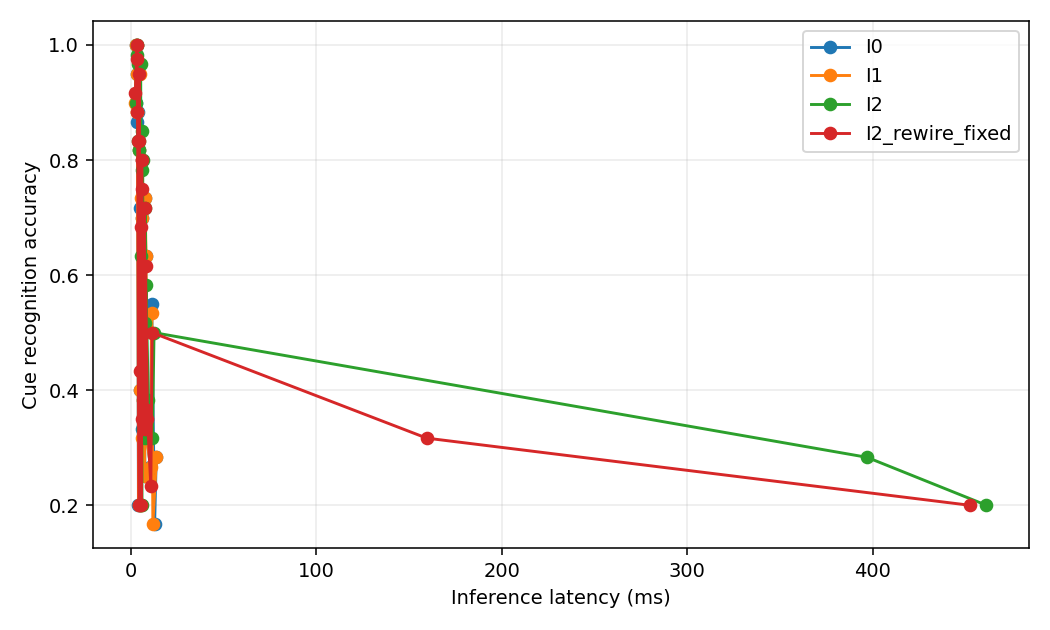 1.0
0.8
0.6
0.4
0.2
Cue recognition accuracy
I0
I1
I2
I2_rewire_fixed
0
100
200
300
400
Inference latency (ms)